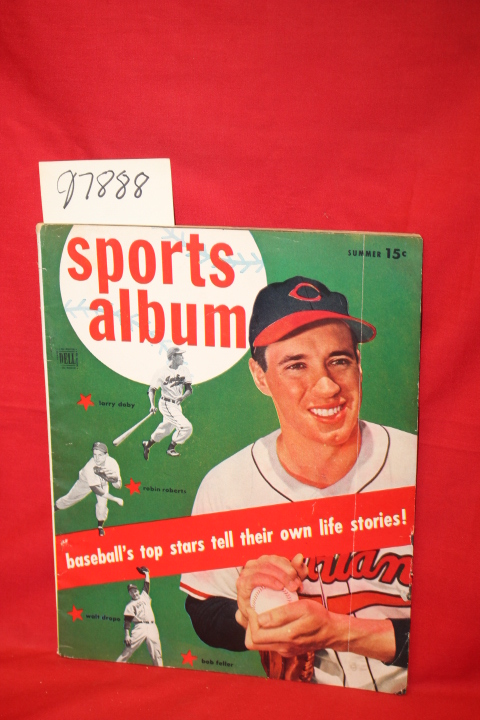 97888
sports
SUMMER 15¢
album
DELL
larry doby
robin roberts
baseball's top stars tell their own life stories!
walt dropo
bob feller